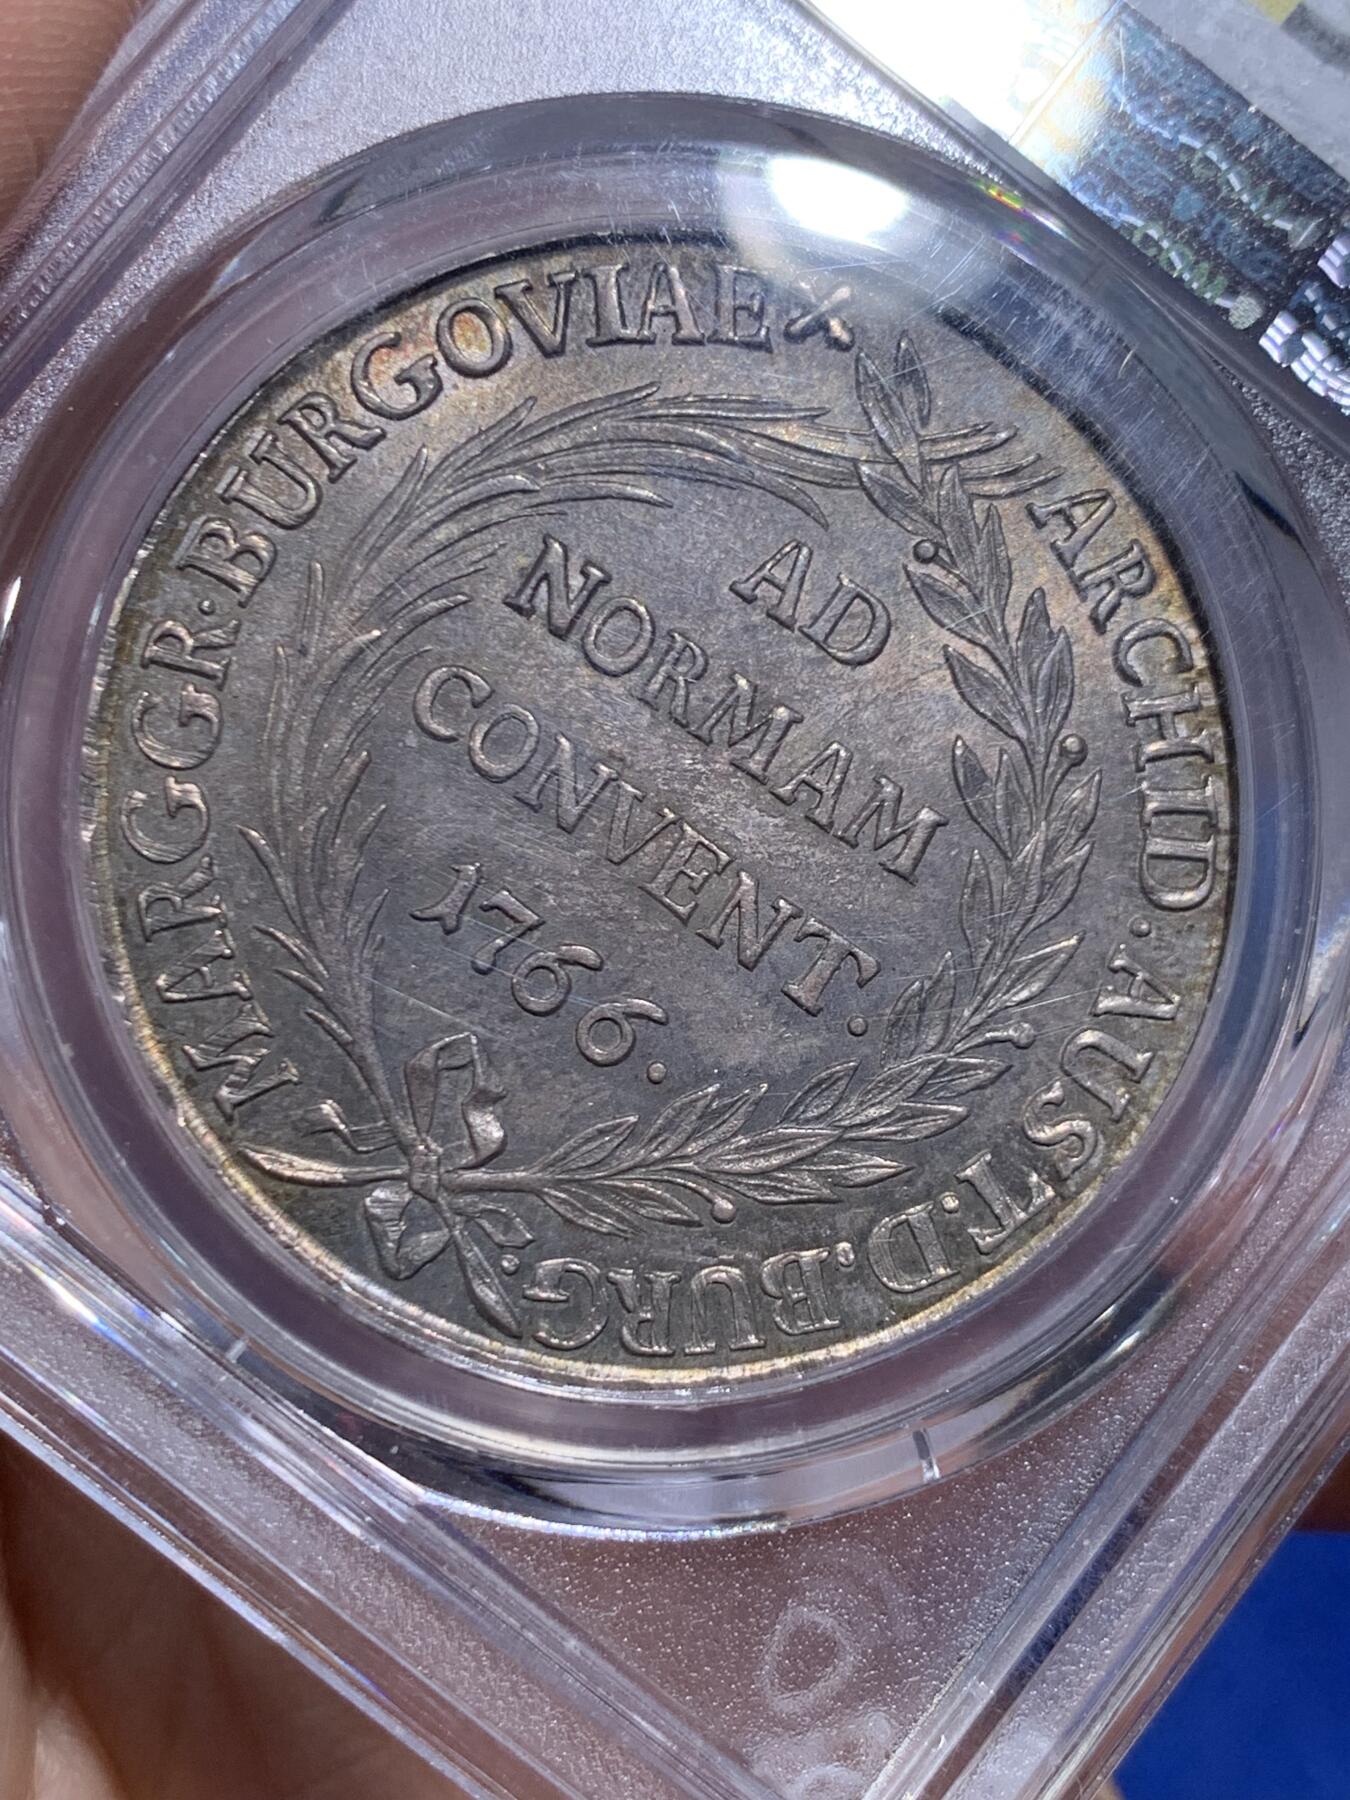 ARCHID·AUST·D·BURG·
MARGGR·BURGOVIAE
AD
NORMAM
CONVENT.
1766.